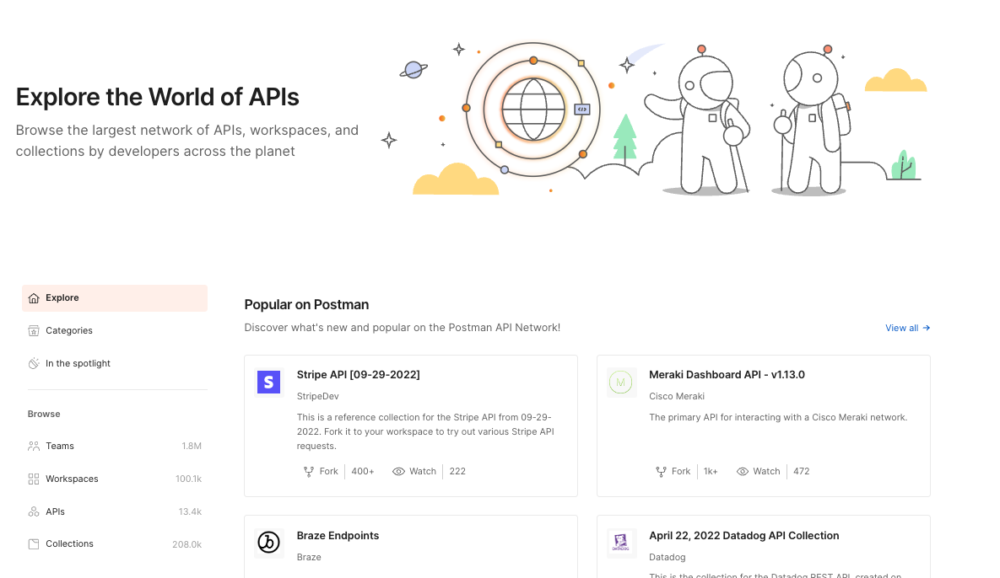 Explore the World of APIs
Browse the largest network of APIs, workspaces, and
collections by developers across the planet
</>
Explore
Categories
In the spotlight
Browse
Teams 1.8M
Workspaces 100.1k
APIs 13.4k
Collections 208.0k
Popular on Postman
Discover what's new and popular on the Postman API Network!
View all →
S
Stripe API [09-29-2022]
StripeDev
This is a reference collection for the Stripe API from 09-29-
2022. Fork it to your workspace to try out various Stripe API
requests.
Fork 400+ Watch 222
M
Meraki Dashboard API - v1.13.0
Cisco Meraki
The primary API for interacting with a Cisco Meraki network.
Fork 1k+ Watch 472
b
Braze Endpoints
Braze
DATADOG
April 22, 2022 Datadog API Collection
Datadog
This is the collection for the Datadog REST API, created on